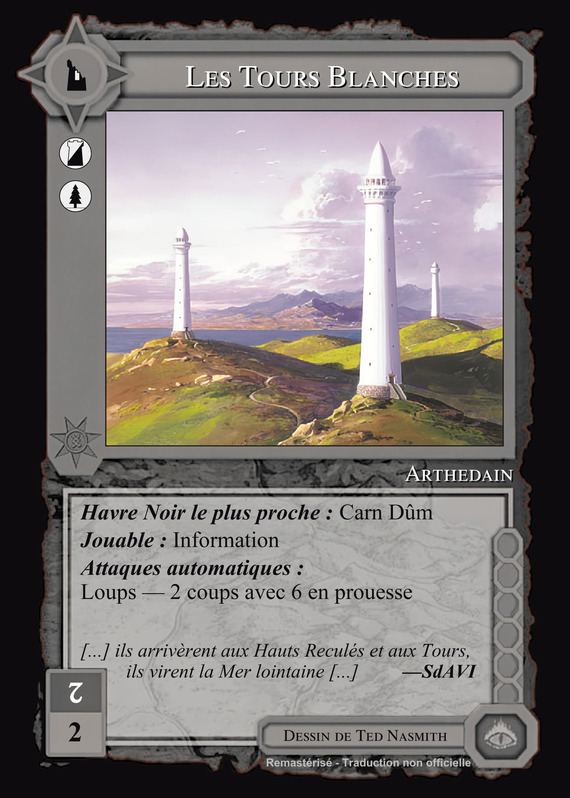 Les Tours Blanches
Arthedain
Havre Noir le plus proche : Carn Dûm
Jouable : Information
Attaques automatiques :
Loups — 2 coups avec 6 en prouesse
[...] ils arrivèrent aux Hauts Reculés et aux Tours,
ils virent la Mer lointaine [...] —SdAVI
2
2
Dessin de Ted Nasmith
Remastérisé - Traduction non officielle